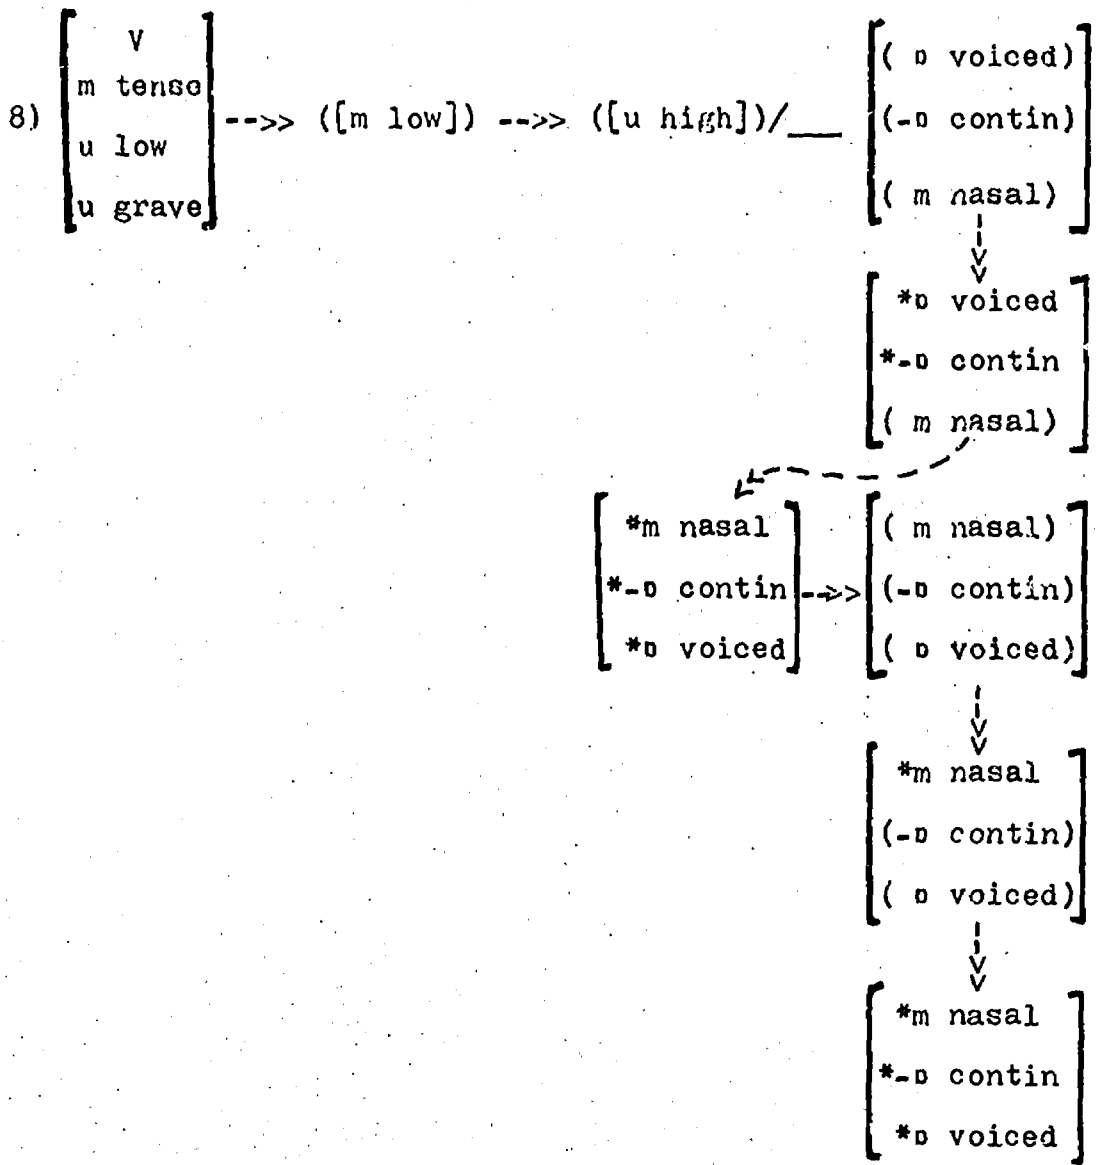 8) [V
m tense
u low
u grave] -->> ([m low]) -->> ([u high])/___ [( α voiced)
(-α contin)
( m nasal)]
[*α voiced
*-α contin
( m nasal)]
[*m nasal
*-α contin
*α voiced] -->> [( m nasal)
(-α contin)
( α voiced)]
[*m nasal
(-α contin)
( α voiced)]
[*m nasal
*-α contin
*α voiced]